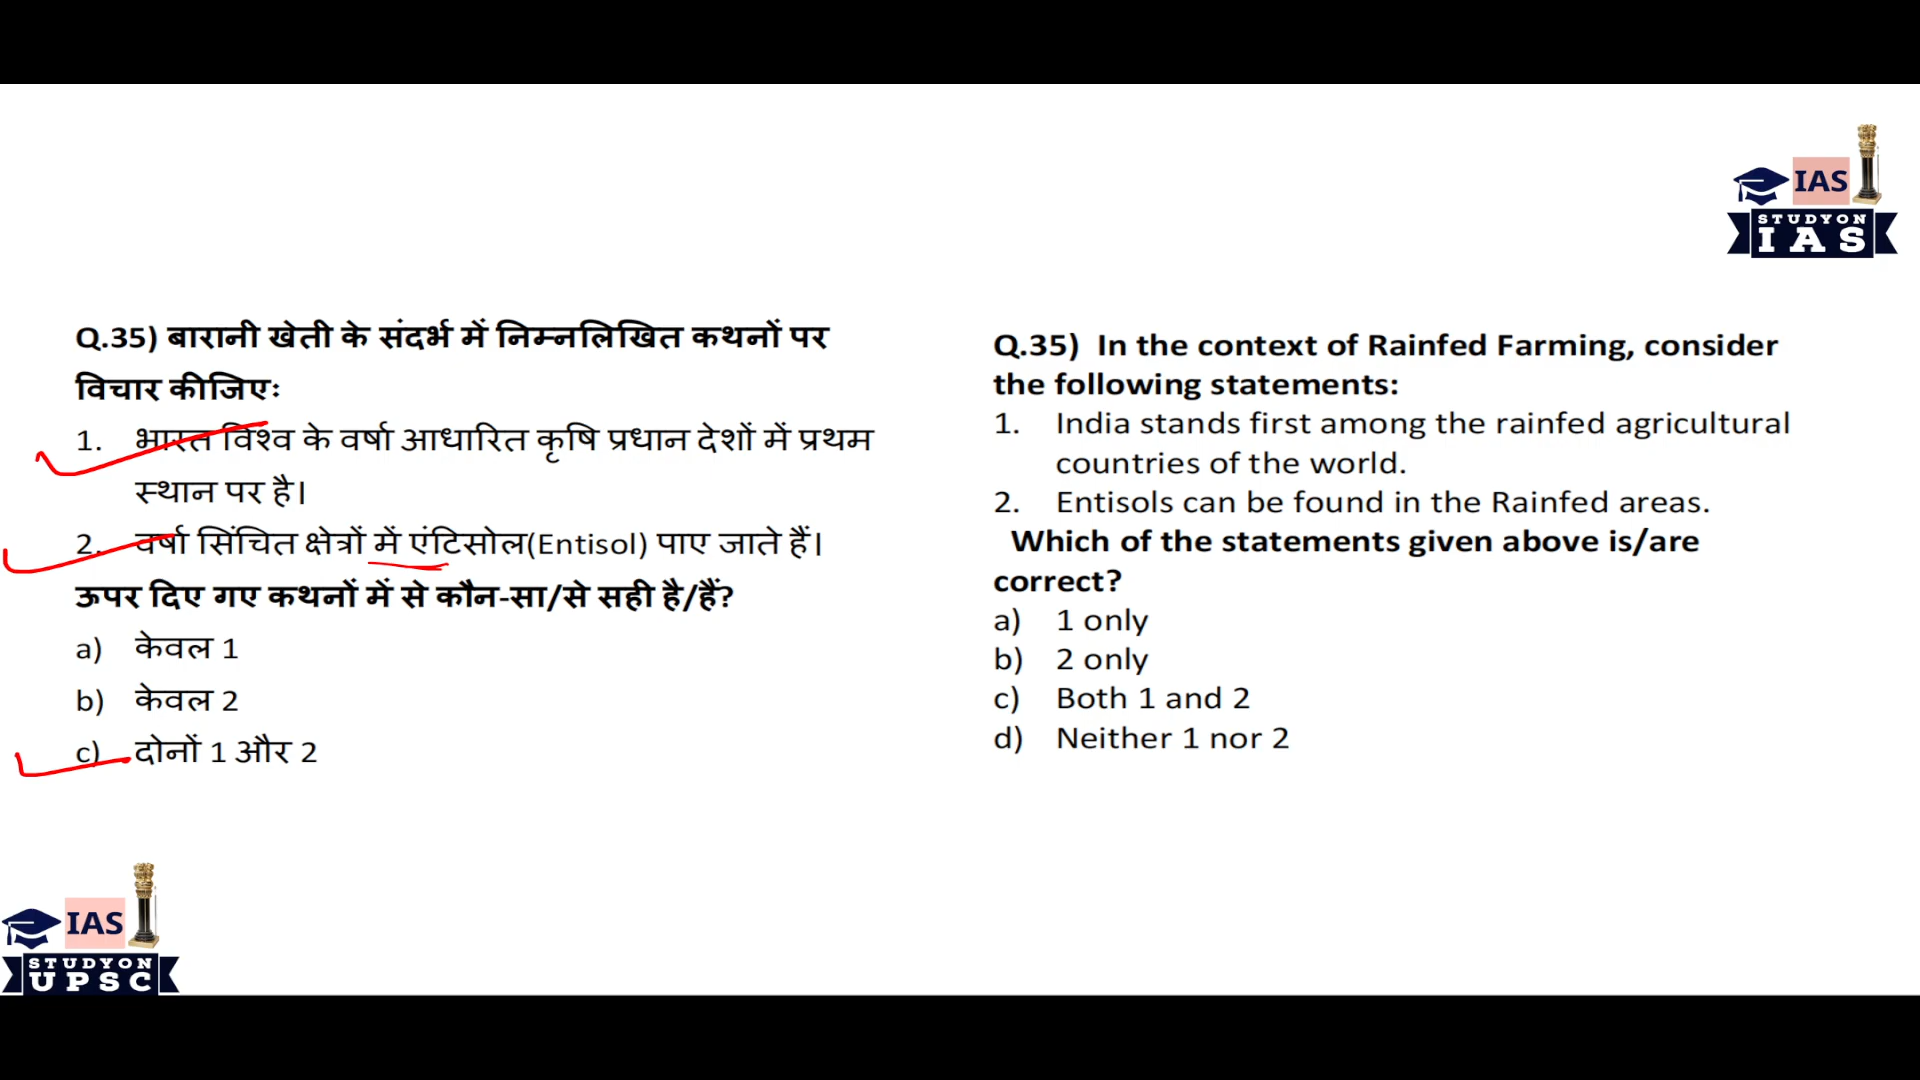 IAS
STUDYON
IAS
Q.35) बारानी खेती के संदर्भ में निम्नलिखित कथनों पर
विचार कीजिएः
1. भारत विश्व के वर्षा आधारित कृषि प्रधान देशों में प्रथम
स्थान पर है।
2. वर्षा सिंचित क्षेत्रों में एंटिसोल(Entisol) पाए जाते हैं।
ऊपर दिए गए कथनों में से कौन-सा/से सही है/हैं?
a) केवल 1
b) केवल 2
c) दोनों 1 और 2
Q.35) In the context of Rainfed Farming, consider
the following statements:
1. India stands first among the rainfed agricultural
countries of the world.
2. Entisols can be found in the Rainfed areas.
Which of the statements given above is/are
correct?
a) 1 only
b) 2 only
c) Both 1 and 2
d) Neither 1 nor 2
IAS
STUDYON
UPSC